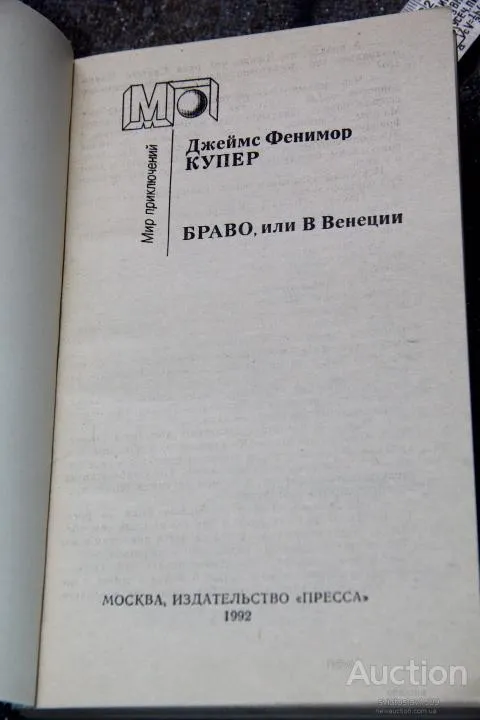 МП
Мир приключений
Джеймс Фенимор
КУПЕР
БРАВО, или В Венеции
МОСКВА, ИЗДАТЕЛЬСТВО «ПРЕССА»
1992
Auction